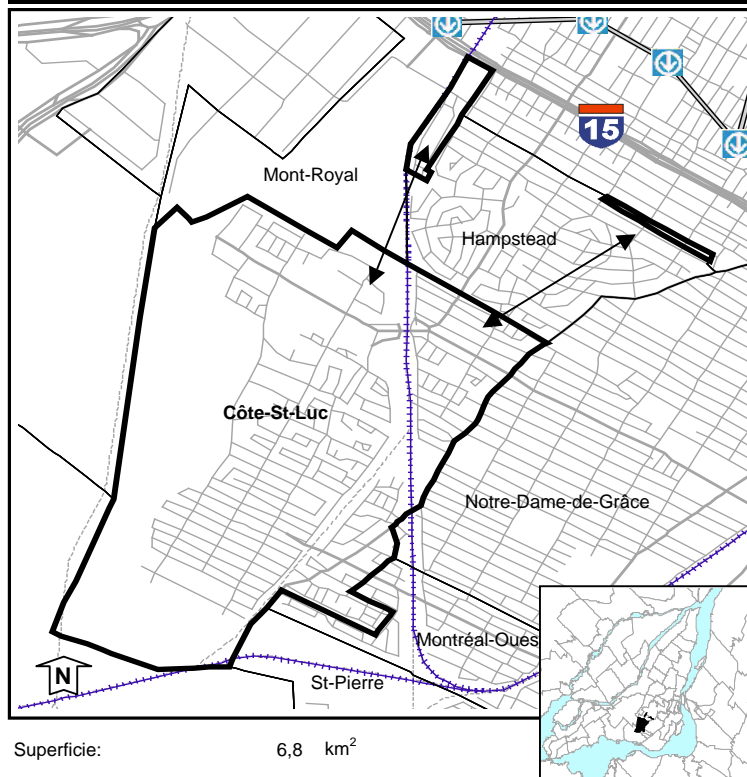 15
Mont-Royal
Hampstead
Côte-St-Luc
Notre-Dame-de-Grâce
Montréal-Oues
N
St-Pierre
Superficie: 6,8 km²